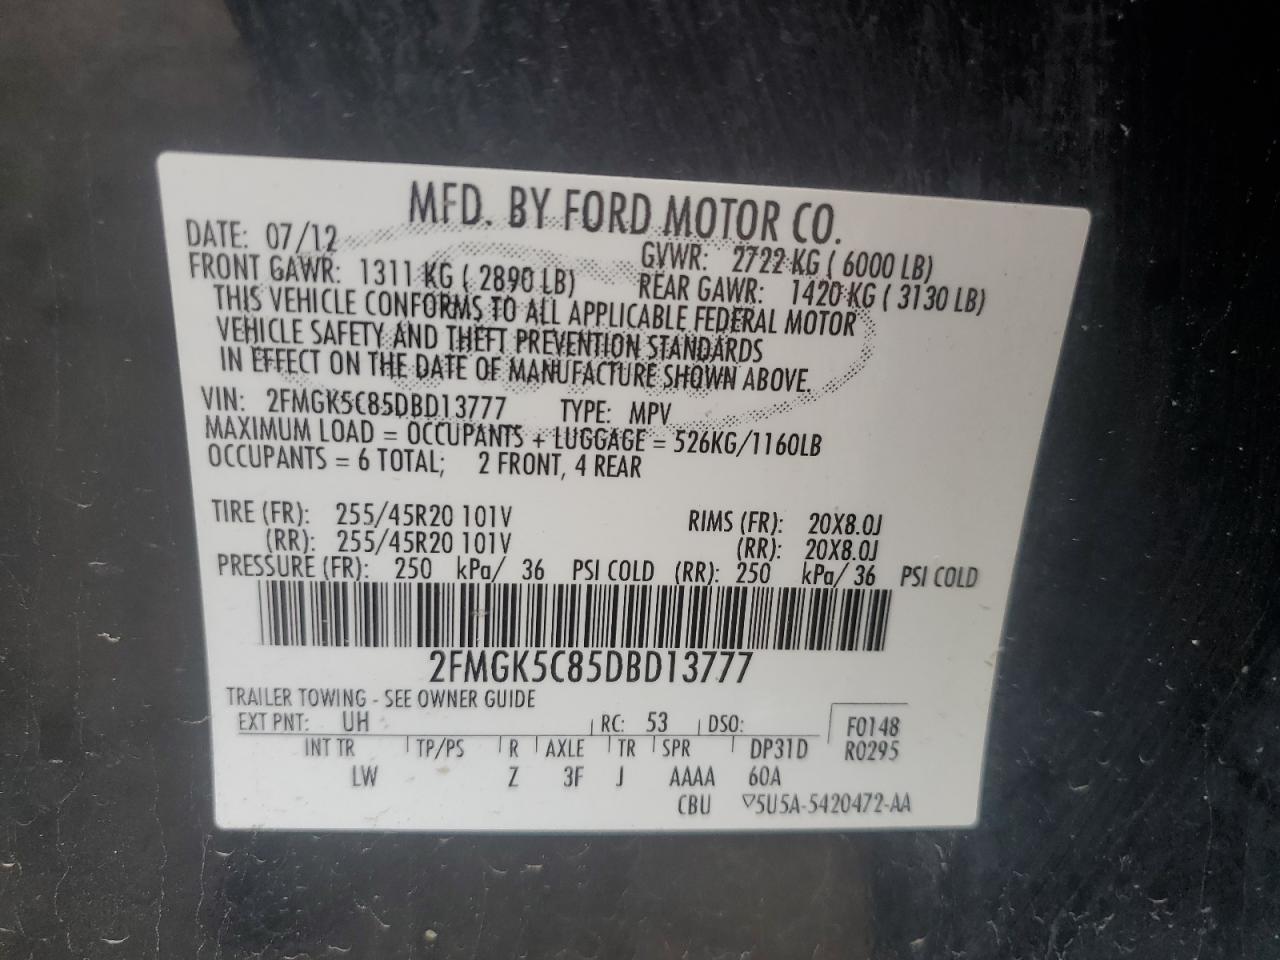 MFD. BY FORD MOTOR CO.
DATE: 07/12 GVWR: 2722 KG ( 6000 LB)
FRONT GAWR: 1311 KG ( 2890 LB) REAR GAWR: 1420 KG ( 3130 LB)
THIS VEHICLE CONFORMS TO ALL APPLICABLE FEDERAL MOTOR
VEHICLE SAFETY AND THEFT PREVENTION STANDARDS
IN EFFECT ON THE DATE OF MANUFACTURE SHOWN ABOVE.
VIN: 2FMGK5C85DBD13777 TYPE: MPV
MAXIMUM LOAD = OCCUPANTS + LUGGAGE = 526KG/1160LB
OCCUPANTS = 6 TOTAL; 2 FRONT, 4 REAR
TIRE (FR): 255/45R20 101V RIMS (FR): 20X8.0J
(RR): 255/45R20 101V (RR): 20X8.0J
PRESSURE (FR): 250 kPa/ 36 PSI COLD (RR): 250 kPa/ 36 PSI COLD
2FMGK5C85DBD13777
TRAILER TOWING - SEE OWNER GUIDE
EXT PNT: UH RC: 53 DSO: F0148
INT TR TP/PS R AXLE TR SPR DP31D R0295
LW Z 3F J AAAA 60A
CBU ▽5U5A-5420472-AA